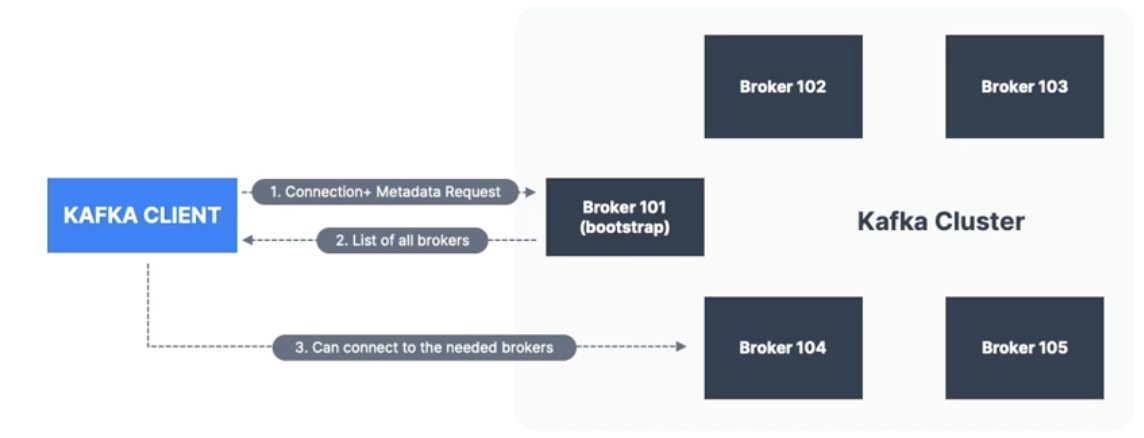 Broker 102
Broker 103
KAFKA CLIENT
1. Connection+ Metadata Request
2. List of all brokers
Broker 101
(bootstrap)
Kafka Cluster
3. Can connect to the needed brokers
Broker 104
Broker 105